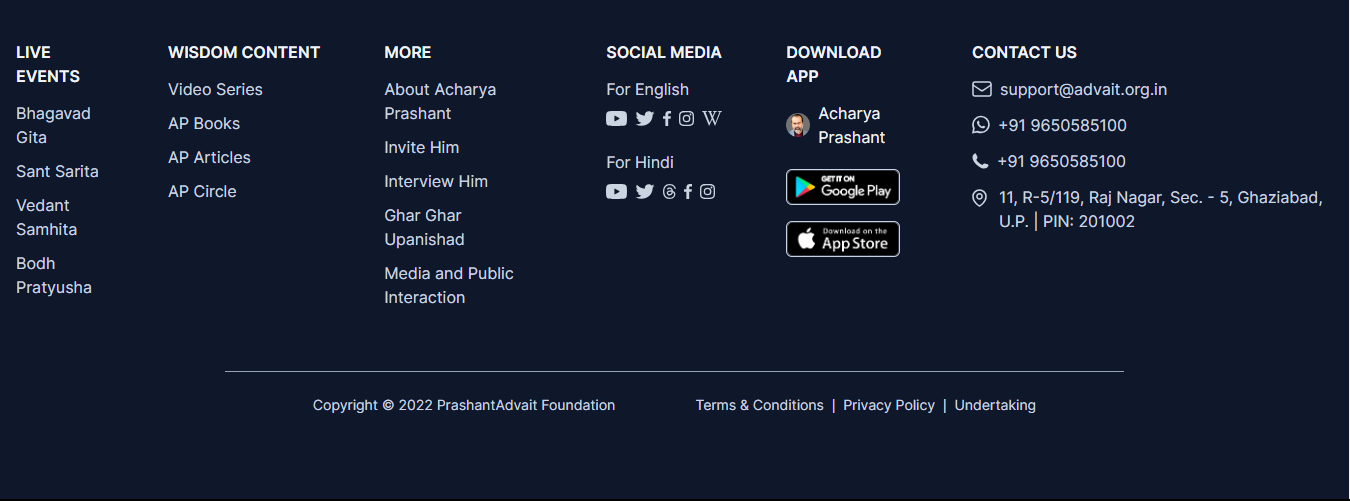 LIVE
EVENTS
Bhagavad
Gita
Sant Sarita
Vedant
Samhita
Bodh
Pratyusha
WISDOM CONTENT
Video Series
AP Books
AP Articles
AP Circle
MORE
About Acharya
Prashant
Invite Him
Interview Him
Ghar Ghar
Upanishad
Media and Public
Interaction
SOCIAL MEDIA
For English
For Hindi
DOWNLOAD
APP
Acharya
Prashant
GET IT ON
Google Play
Download on the
App Store
CONTACT US
support@advait.org.in
+91 9650585100
+91 9650585100
11, R-5/119, Raj Nagar, Sec. - 5, Ghaziabad,
U.P. | PIN: 201002
Copyright © 2022 PrashantAdvait Foundation
Terms & Conditions | Privacy Policy | Undertaking